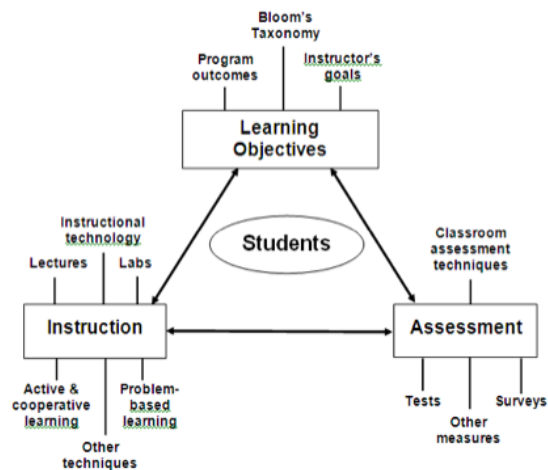 Bloom's
Taxonomy
Program
outcomes
Instructor's
goals
Learning
Objectives
Instructional
technology
Lectures
Labs
Students
Classroom
assessment
techniques
Instruction
Assessment
Active &
cooperative
learning
Problem-
based
learning
Other
techniques
Tests
Surveys
Other
measures